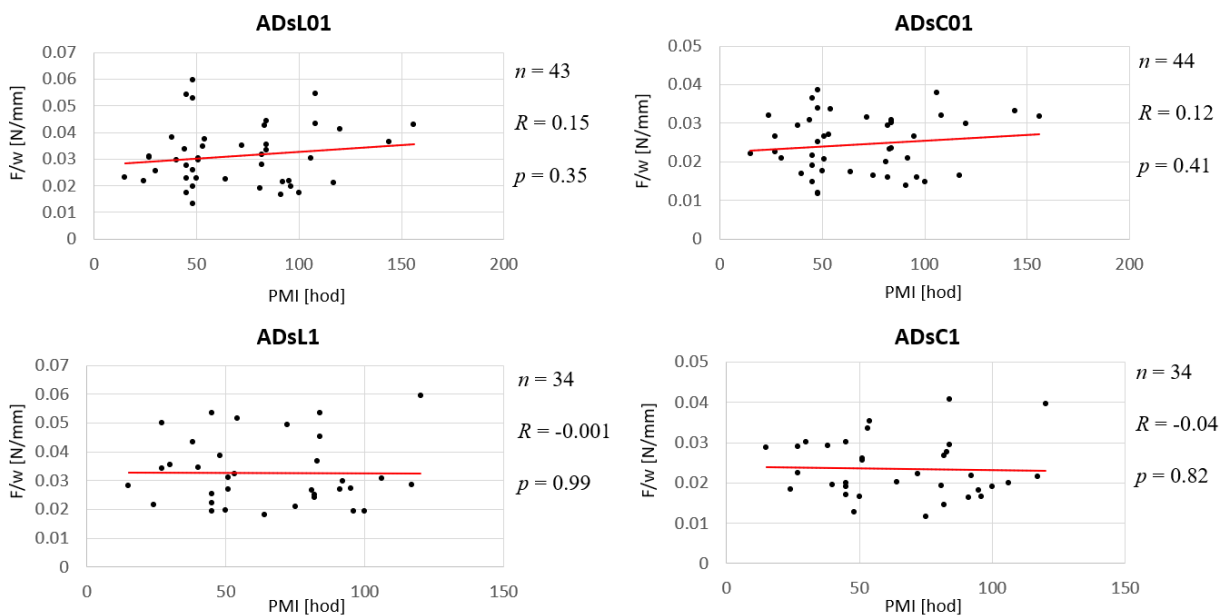 ADsL01
0.07
0.06
0.05
0.04
0.03
0.02
0.01
0
F/w [N/mm]
0
50
100
150
200
PMI [hod]
n = 43
R = 0.15
p = 0.35
ADsC01
0.05
0.04
0.03
0.02
0.01
0
F/w [N/mm]
0
50
100
150
200
PMI [hod]
n = 44
R = 0.12
p = 0.41
ADsL1
0.07
0.06
0.05
0.04
0.03
0.02
0.01
0
F/w [N/mm]
0
50
100
150
PMI [hod]
n = 34
R = -0.001
p = 0.99
ADsC1
0.05
0.04
0.03
0.02
0.01
0
F/w [N/mm]
0
50
100
150
PMI [hod]
n = 34
R = -0.04
p = 0.82